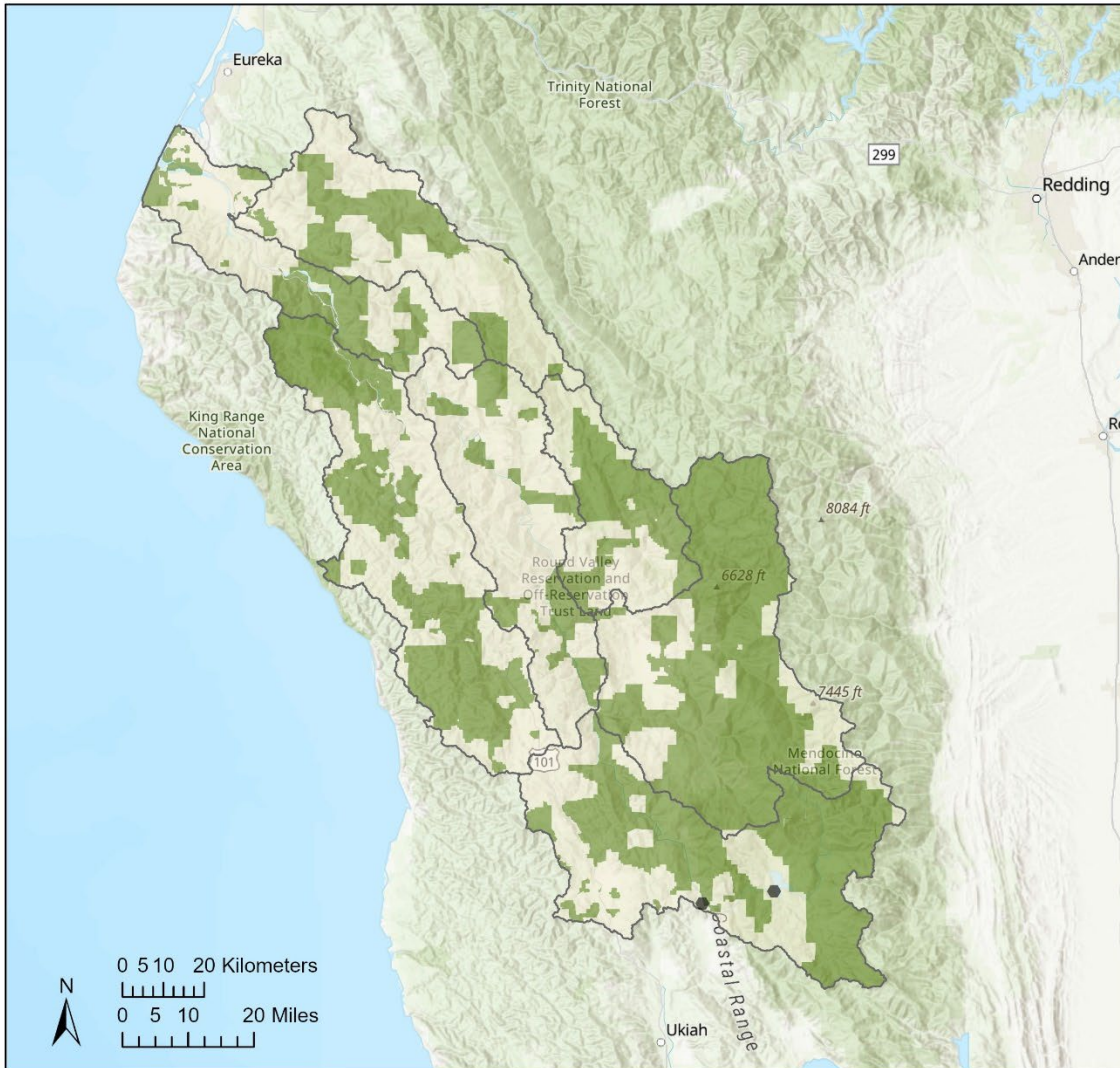 Eureka
Trinity National
Forest
299
Redding
Ander
King Range
National
Conservation
Area
8084 ft
Round Valley
Reservation and
Off-Reservation
Trust Land
6628 ft
7445 ft
Mendocino
National Forest
101
Coastal Range
0 5 10 20 Kilometers
0 5 10 20 Miles
N
Ukiah